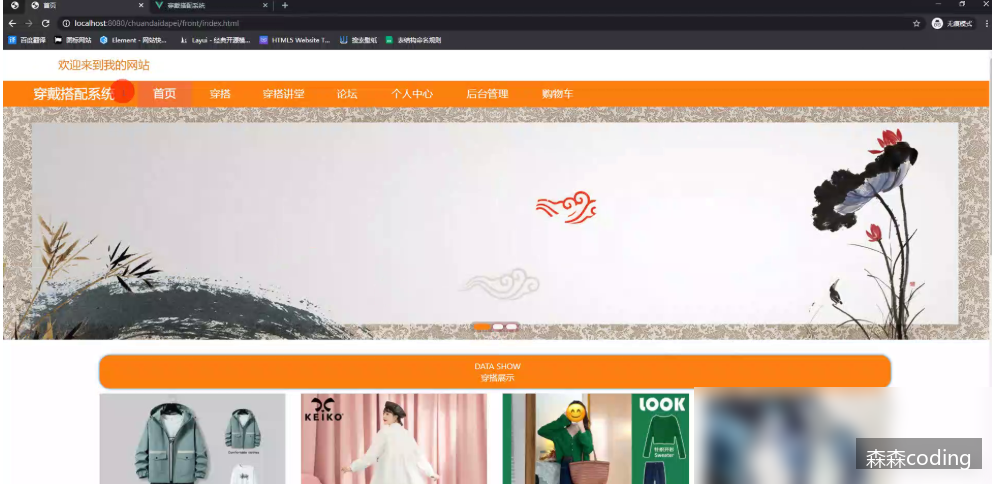 首页
穿戴搭配系统
localhost:8080/chuandaidapei/front/index.html
无痕模式
百度翻译
图标网站
Element - 网站快...
Layui - 经典开源模...
HTML5 Website T...
搜索壁纸
表结构命名规则
欢迎来到我的网站
穿戴搭配系统
首页
穿搭
穿搭讲堂
论坛
个人中心
后台管理
购物车
DATA SHOW
穿搭展示
KEIKO
LOOK
Sweater
森森coding